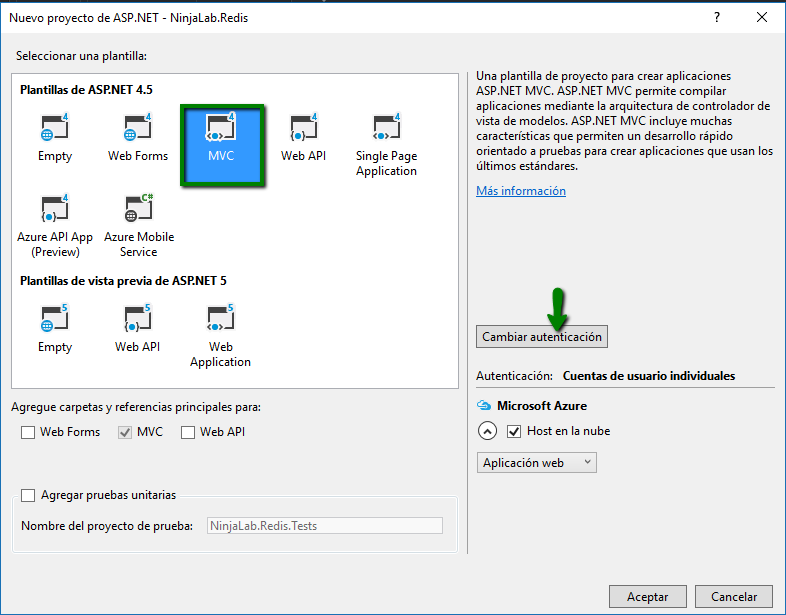 Nuevo proyecto de ASP.NET - NinjaLab.Redis
?
Seleccionar una plantilla:
Plantillas de ASP.NET 4.5
4 4 4 4 4
Empty Web Forms MVC Web API Single Page
Application
4 C#
Azure API App Azure Mobile
(Preview) Service
Plantillas de vista previa de ASP.NET 5
5 5 5
Empty Web API Web
Application
Agregue carpetas y referencias principales para:
Web Forms MVC Web API
Agregar pruebas unitarias
Nombre del proyecto de prueba: NinjaLab.Redis.Tests
Una plantilla de proyecto para crear aplicaciones
ASP.NET MVC. ASP.NET MVC permite compilar
aplicaciones mediante la arquitectura de controlador de
vista de modelos. ASP.NET MVC incluye muchas
características que permiten un desarrollo rápido
orientado a pruebas para crear aplicaciones que usan los
últimos estándares.
Más información
Cambiar autenticación
Autenticación: Cuentas de usuario individuales
Microsoft Azure
Host en la nube
Aplicación web
Aceptar Cancelar